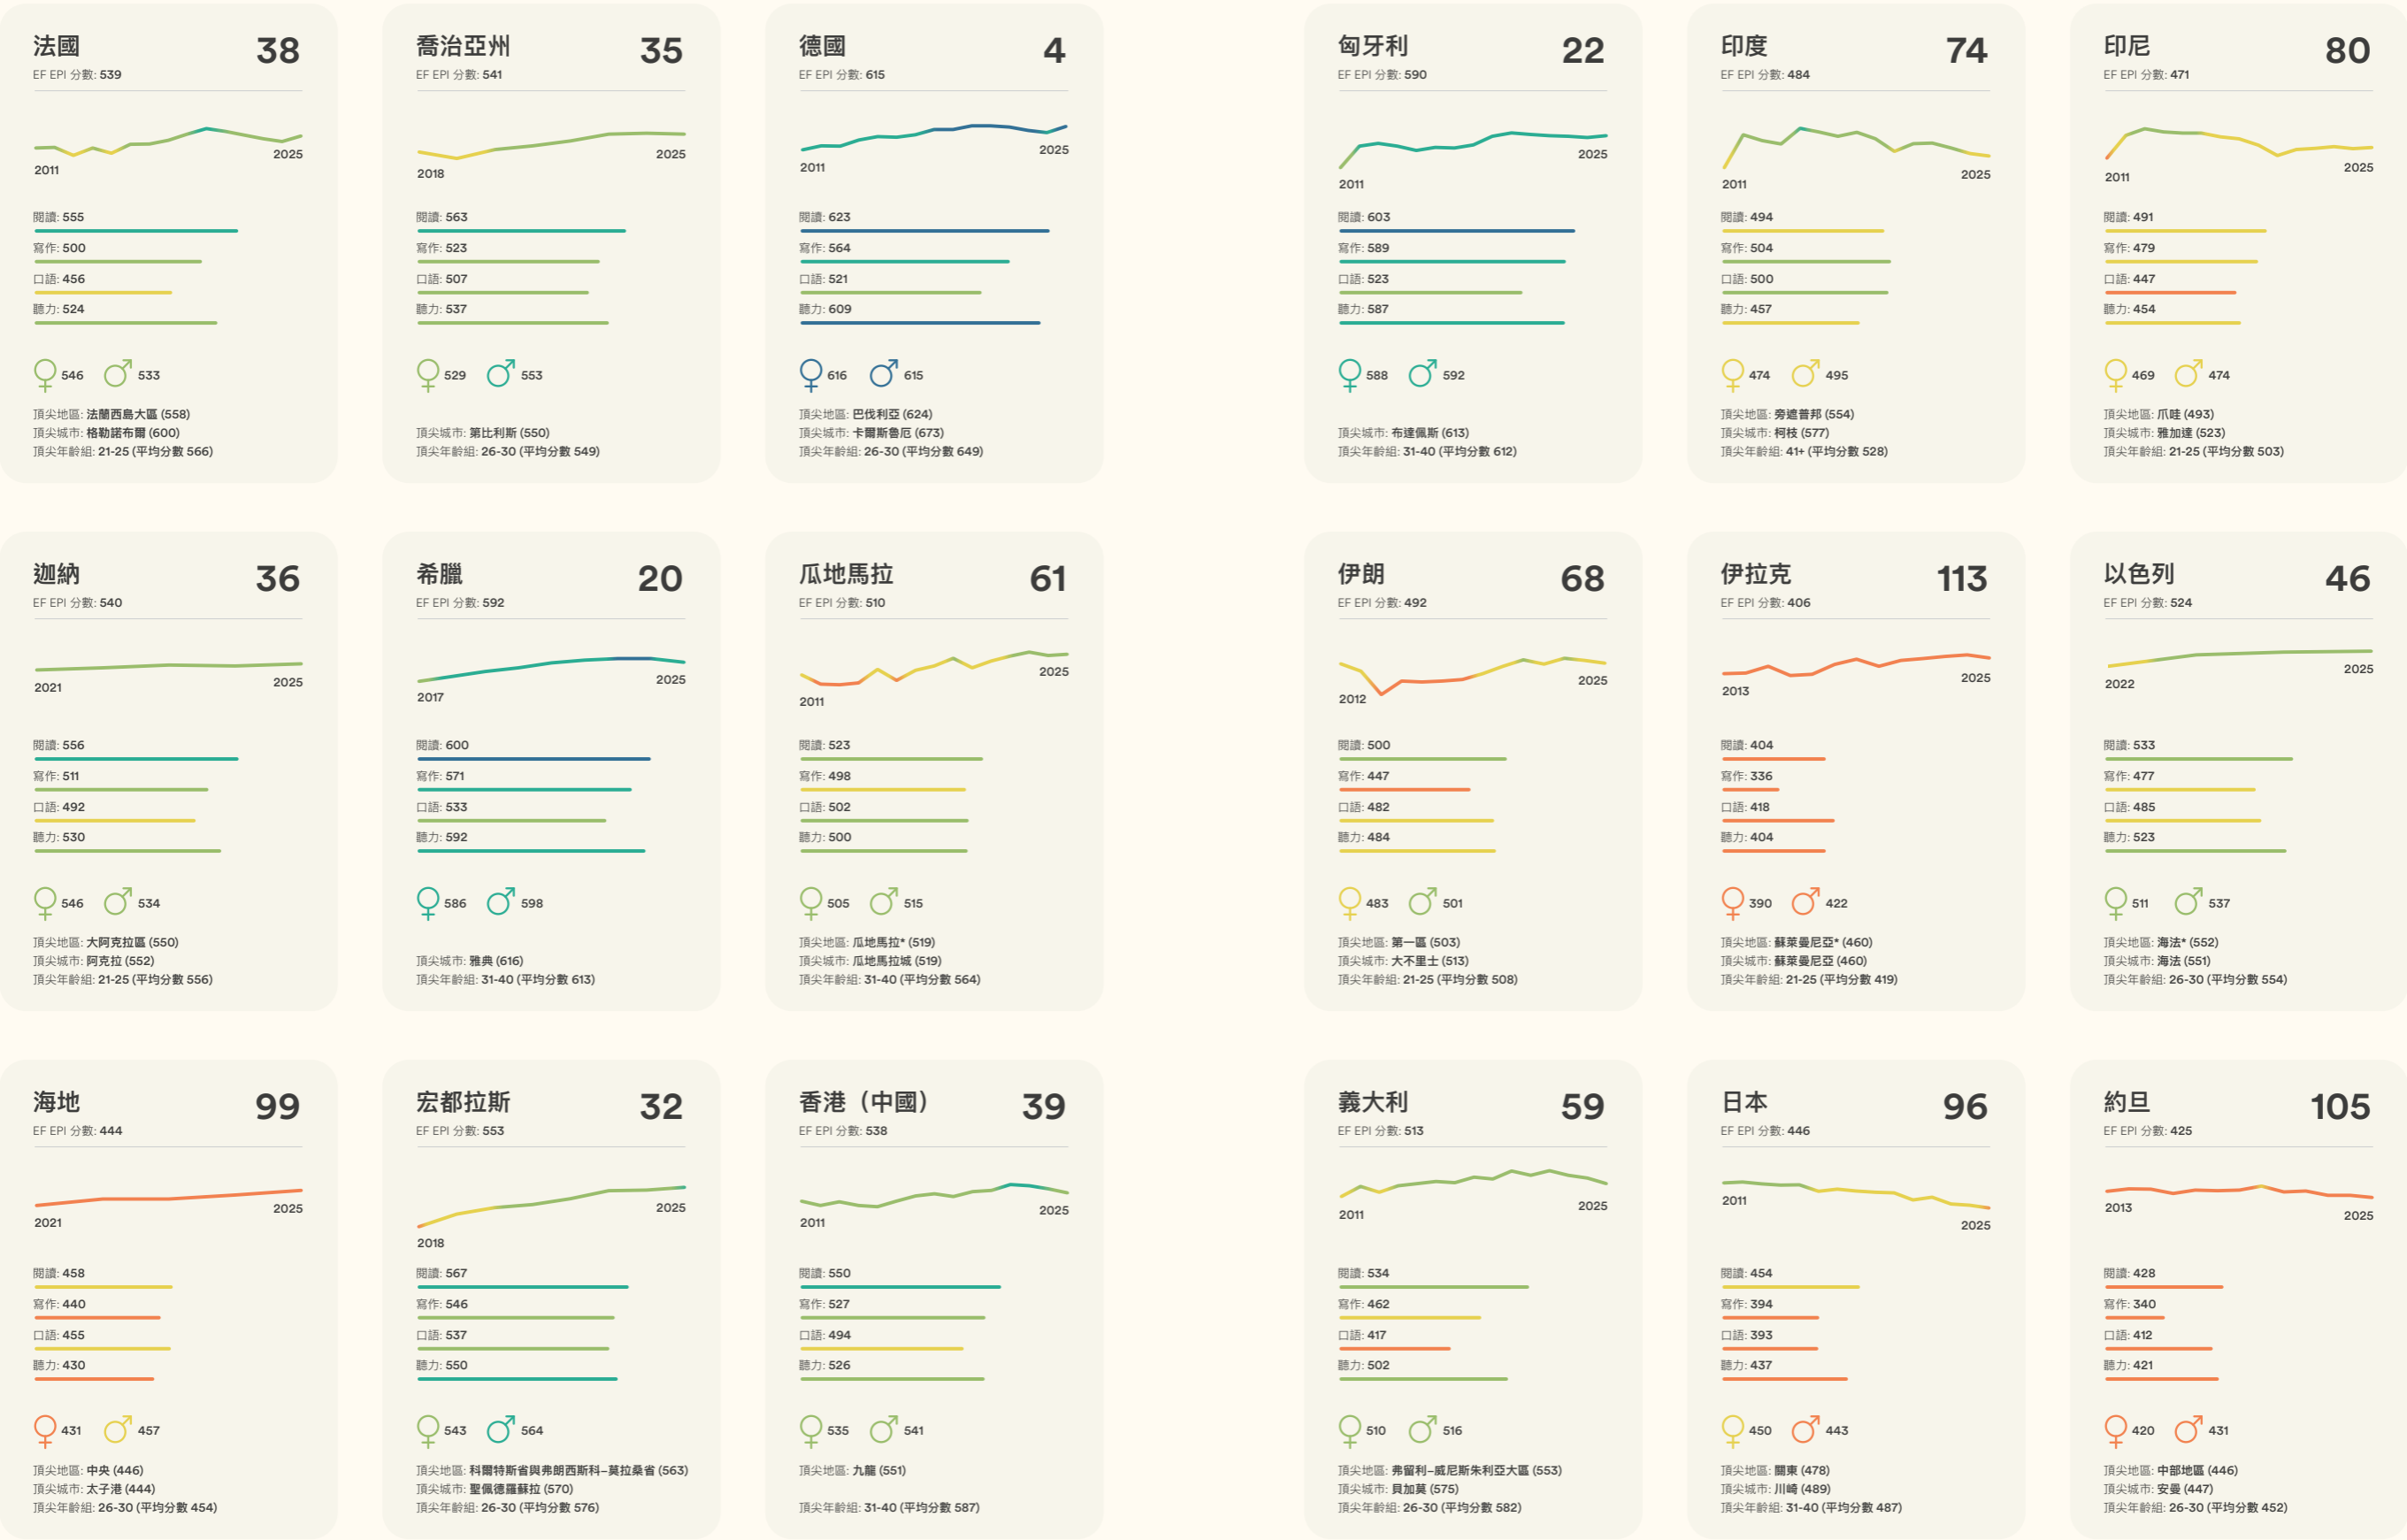 法國
38
EF EPI 分數: 539
2011
2025
閱讀: 555
寫作: 500
口語: 456
聽力: 524
546
533
頂尖地區: 法蘭西島大區 (558)
頂尖城市: 格勒諾布爾 (600)
頂尖年齡組: 21-25 (平均分數 566)
喬治亞州
35
EF EPI 分數: 541
2018
2025
閱讀: 563
寫作: 523
口語: 507
聽力: 537
529
553
頂尖城市: 第比利斯 (550)
頂尖年齡組: 26-30 (平均分數 549)
德國
4
EF EPI 分數: 615
2011
2025
閱讀: 623
寫作: 564
口語: 521
聽力: 609
616
615
頂尖地區: 巴伐利亞 (624)
頂尖城市: 卡爾斯魯厄 (673)
頂尖年齡組: 26-30 (平均分數 649)
匈牙利
22
EF EPI 分數: 590
2011
2025
閱讀: 603
寫作: 589
口語: 523
聽力: 587
588
592
頂尖城市: 布達佩斯 (613)
頂尖年齡組: 31-40 (平均分數 612)
印度
74
EF EPI 分數: 484
2011
2025
閱讀: 494
寫作: 504
口語: 500
聽力: 457
474
495
頂尖地區: 旁遮普邦 (554)
頂尖城市: 柯枝 (577)
頂尖年齡組: 41+ (平均分數 528)
印尼
80
EF EPI 分數: 471
2011
2025
閱讀: 491
寫作: 479
口語: 447
聽力: 454
469
474
頂尖地區: 爪哇 (493)
頂尖城市: 雅加達 (523)
頂尖年齡組: 21-25 (平均分數 503)
迦納
36
EF EPI 分數: 540
2021
2025
閱讀: 556
寫作: 511
口語: 492
聽力: 530
546
534
頂尖地區: 大阿克拉區 (550)
頂尖城市: 阿克拉 (552)
頂尖年齡組: 21-25 (平均分數 556)
希臘
20
EF EPI 分數: 592
2017
2025
閱讀: 600
寫作: 571
口語: 533
聽力: 592
586
598
頂尖城市: 雅典 (616)
頂尖年齡組: 31-40 (平均分數 613)
瓜地馬拉
61
EF EPI 分數: 510
2011
2025
閱讀: 523
寫作: 498
口語: 502
聽力: 500
505
515
頂尖地區: 瓜地馬拉* (519)
頂尖城市: 瓜地馬拉城 (519)
頂尖年齡組: 31-40 (平均分數 564)
伊朗
68
EF EPI 分數: 492
2012
2025
閱讀: 500
寫作: 447
口語: 482
聽力: 484
483
501
頂尖地區: 第一區 (503)
頂尖城市: 大不里士 (513)
頂尖年齡組: 21-25 (平均分數 508)
伊拉克
113
EF EPI 分數: 406
2013
2025
閱讀: 404
寫作: 336
口語: 418
聽力: 404
390
422
頂尖地區: 蘇萊曼尼亞* (460)
頂尖城市: 蘇萊曼尼亞 (460)
頂尖年齡組: 21-25 (平均分數 419)
以色列
46
EF EPI 分數: 524
2022
2025
閱讀: 533
寫作: 477
口語: 485
聽力: 523
511
537
頂尖地區: 海法* (552)
頂尖城市: 海法 (551)
頂尖年齡組: 26-30 (平均分數 554)
海地
99
EF EPI 分數: 444
2021
2025
閱讀: 458
寫作: 440
口語: 455
聽力: 430
431
457
頂尖地區: 中央 (446)
頂尖城市: 太子港 (444)
頂尖年齡組: 26-30 (平均分數 454)
宏都拉斯
32
EF EPI 分數: 553
2018
2025
閱讀: 567
寫作: 546
口語: 537
聽力: 550
543
564
頂尖地區: 科爾特斯省與弗朗西斯科–莫拉桑省 (563)
頂尖城市: 聖佩德羅蘇拉 (570)
頂尖年齡組: 26-30 (平均分數 576)
香港（中國）
39
EF EPI 分數: 538
2011
2025
閱讀: 550
寫作: 527
口語: 494
聽力: 526
535
541
頂尖地區: 九龍 (551)
頂尖年齡組: 31-40 (平均分數 587)
義大利
59
EF EPI 分數: 513
2011
2025
閱讀: 534
寫作: 462
口語: 417
聽力: 502
510
516
頂尖地區: 弗留利–威尼斯朱利亞大區 (553)
頂尖城市: 貝加莫 (575)
頂尖年齡組: 26-30 (平均分數 582)
日本
96
EF EPI 分數: 446
2011
2025
閱讀: 454
寫作: 394
口語: 393
聽力: 437
450
443
頂尖地區: 關東 (478)
頂尖城市: 川崎 (489)
頂尖年齡組: 31-40 (平均分數 487)
約旦
105
EF EPI 分數: 425
2013
2025
閱讀: 428
寫作: 340
口語: 412
聽力: 421
420
431
頂尖地區: 中部地區 (446)
頂尖城市: 安曼 (447)
頂尖年齡組: 26-30 (平均分數 452)